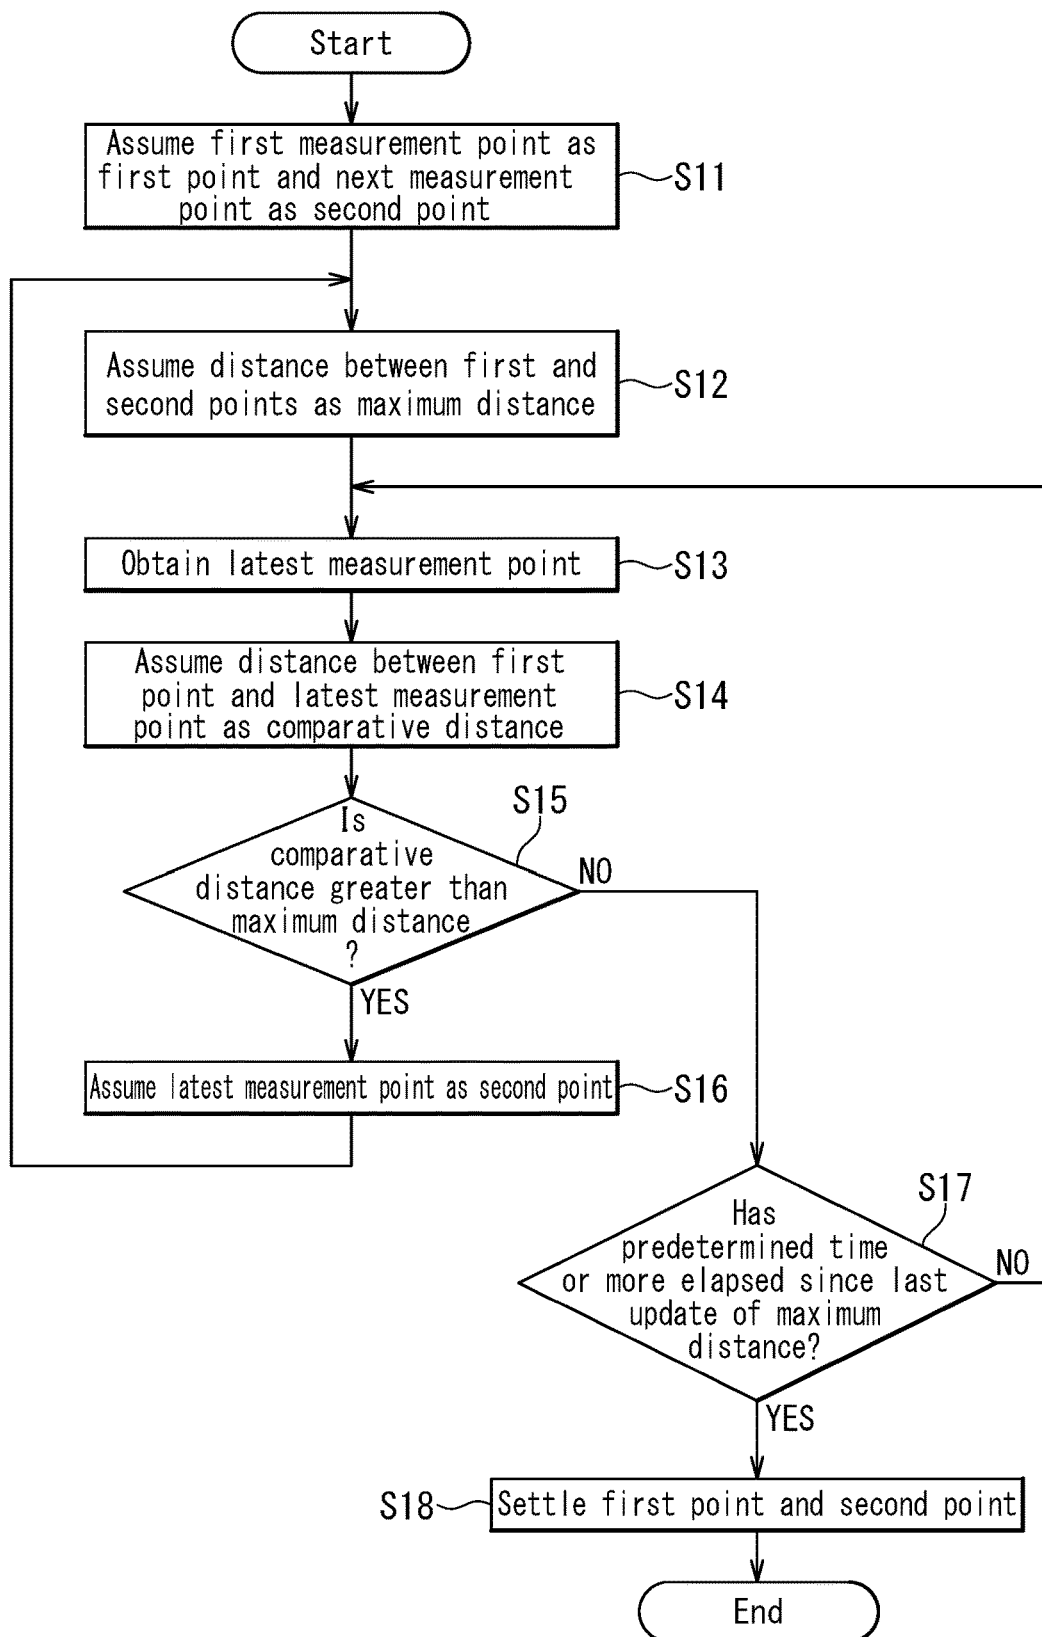 Start
Assume first measurement point as
first point and next measurement
point as second point
S11
Assume distance between first and
second points as maximum distance
S12
Obtain latest measurement point
S13
Assume distance between first
point and latest measurement
point as comparative distance
S14
S15
Is
comparative
distance greater than
maximum distance
?
NO
YES
Assume latest measurement point as second point
S16
S17
Has
predetermined time
or more elapsed since last
update of maximum
distance?
NO
YES
S18
Settle first point and second point
End